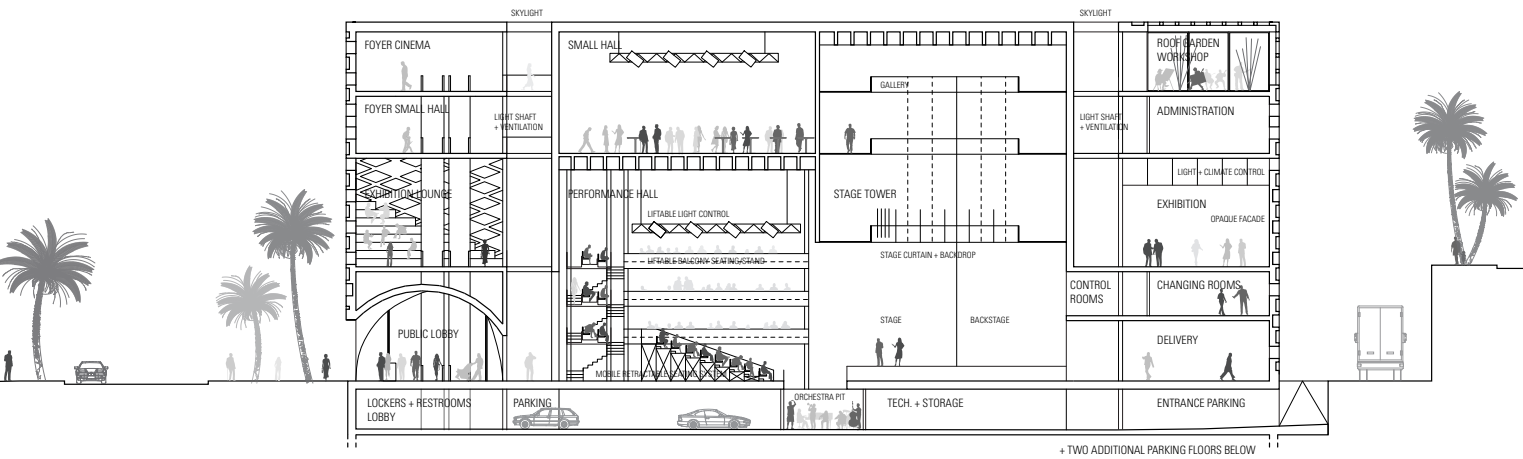 SKYLIGHT
SKYLIGHT
FOYER CINEMA
SMALL HALL
ROOF GARDEN
WORKSHOP
GALLERY
FOYER SMALL HALL
LIGHT SHAFT
+ VENTILATION
LIGHT SHAFT
+ VENTILATION
ADMINISTRATION
EXHIBITION LOUNGE
PERFORMANCE HALL
STAGE TOWER
LIGHT + CLIMATE CONTROL
EXHIBITION
OPAQUE FACADE
LIFTABLE LIGHT CONTROL
LIFTABLE BALCONY SEATING/STAND
STAGE CURTAIN + BACKDROP
CONTROL
ROOMS
CHANGING ROOMS
PUBLIC LOBBY
STAGE
BACKSTAGE
DELIVERY
MOBILE RETRACTABLE SEATING SYSTEM
LOCKERS + RESTROOMS
LOBBY
PARKING
ORCHESTRA PIT
TECH. + STORAGE
ENTRANCE PARKING
+ TWO ADDITIONAL PARKING FLOORS BELOW